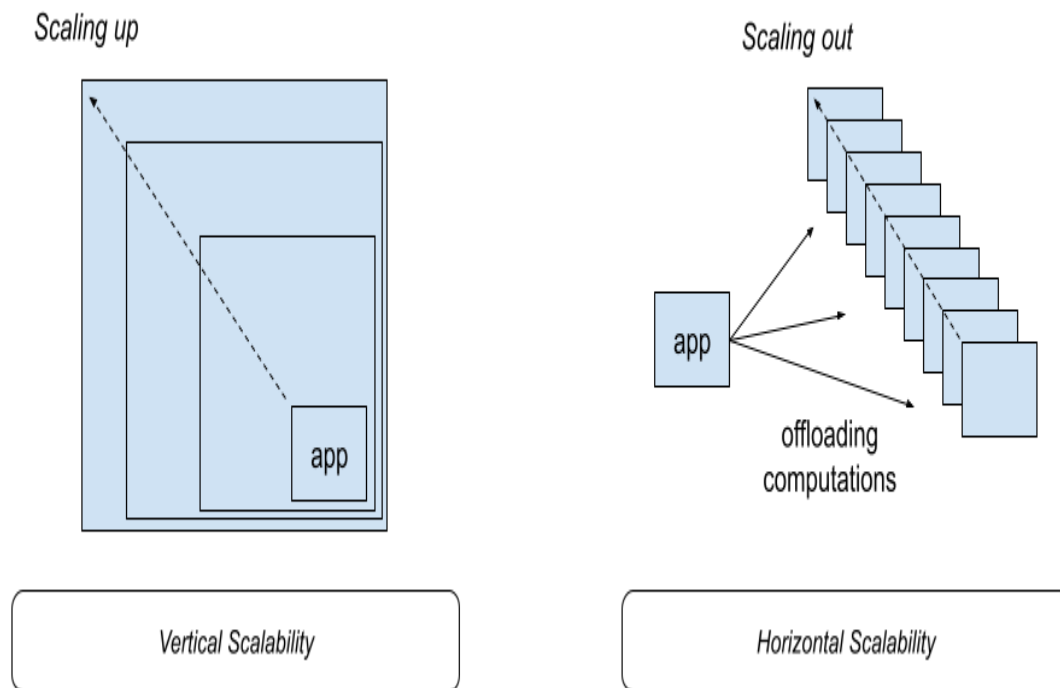 Scaling up
app
Vertical Scalability
Scaling out
app
offloading
computations
Horizontal Scalability